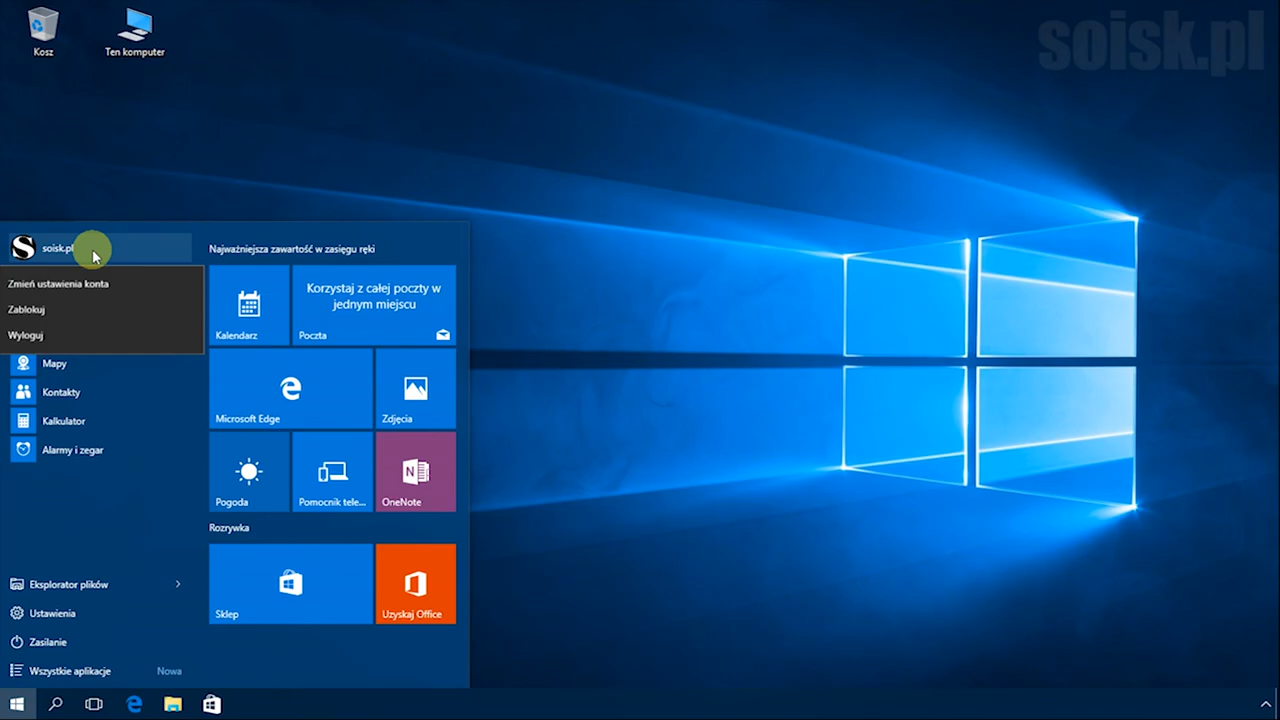 soisk.pl
Kosz
Ten komputer
soisk.pl
Zmień ustawienia konta
Zablokuj
Wyloguj
Mapy
Kontakty
Kalkulator
Alarmy i zegar
Eksplorator plików
Ustawienia
Zasilanie
Wszystkie aplikacje
Nowa
Najważniejsza zawartość w zasięgu ręki
Kalendarz
Korzystaj z całej poczty w
jednym miejscu
Poczta
Microsoft Edge
Zdjęcia
Pogoda
Pomocnik tele...
OneNote
Rozrywka
Sklep
Uzyskaj Office